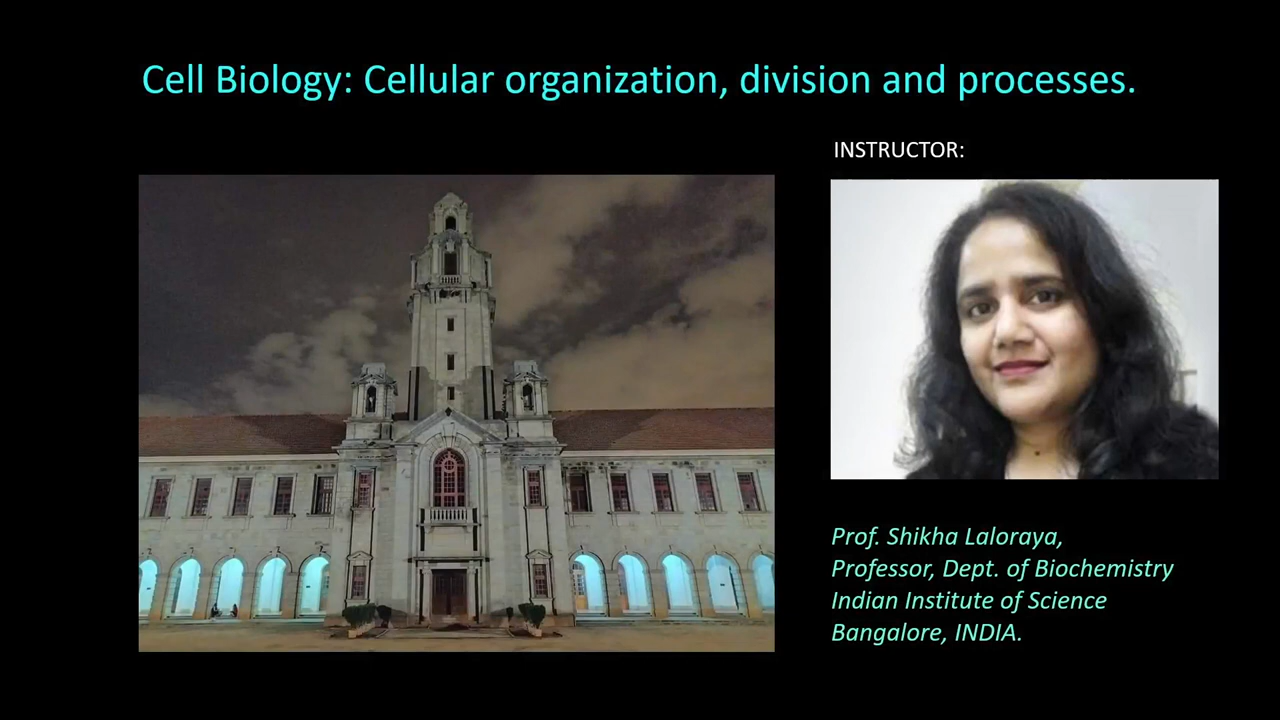 Cell Biology: Cellular organization, division and processes.
INSTRUCTOR:
Prof. Shikha Laloraya,
Professor, Dept. of Biochemistry
Indian Institute of Science
Bangalore, INDIA.